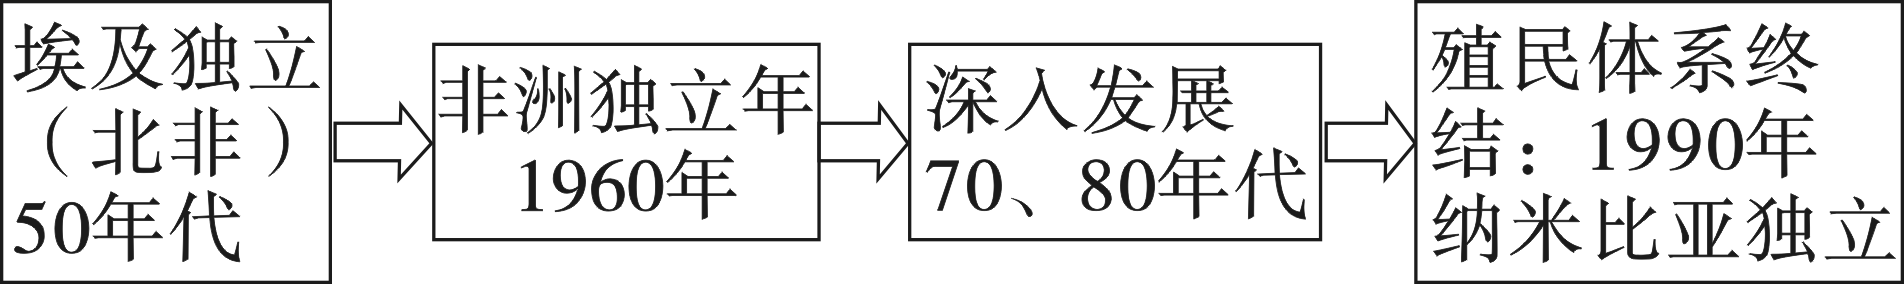 埃及独立
（北非）
50年代
非洲独立年
1960年
深入发展
70、80年代
殖民体系终
结：1990年
纳米比亚独立